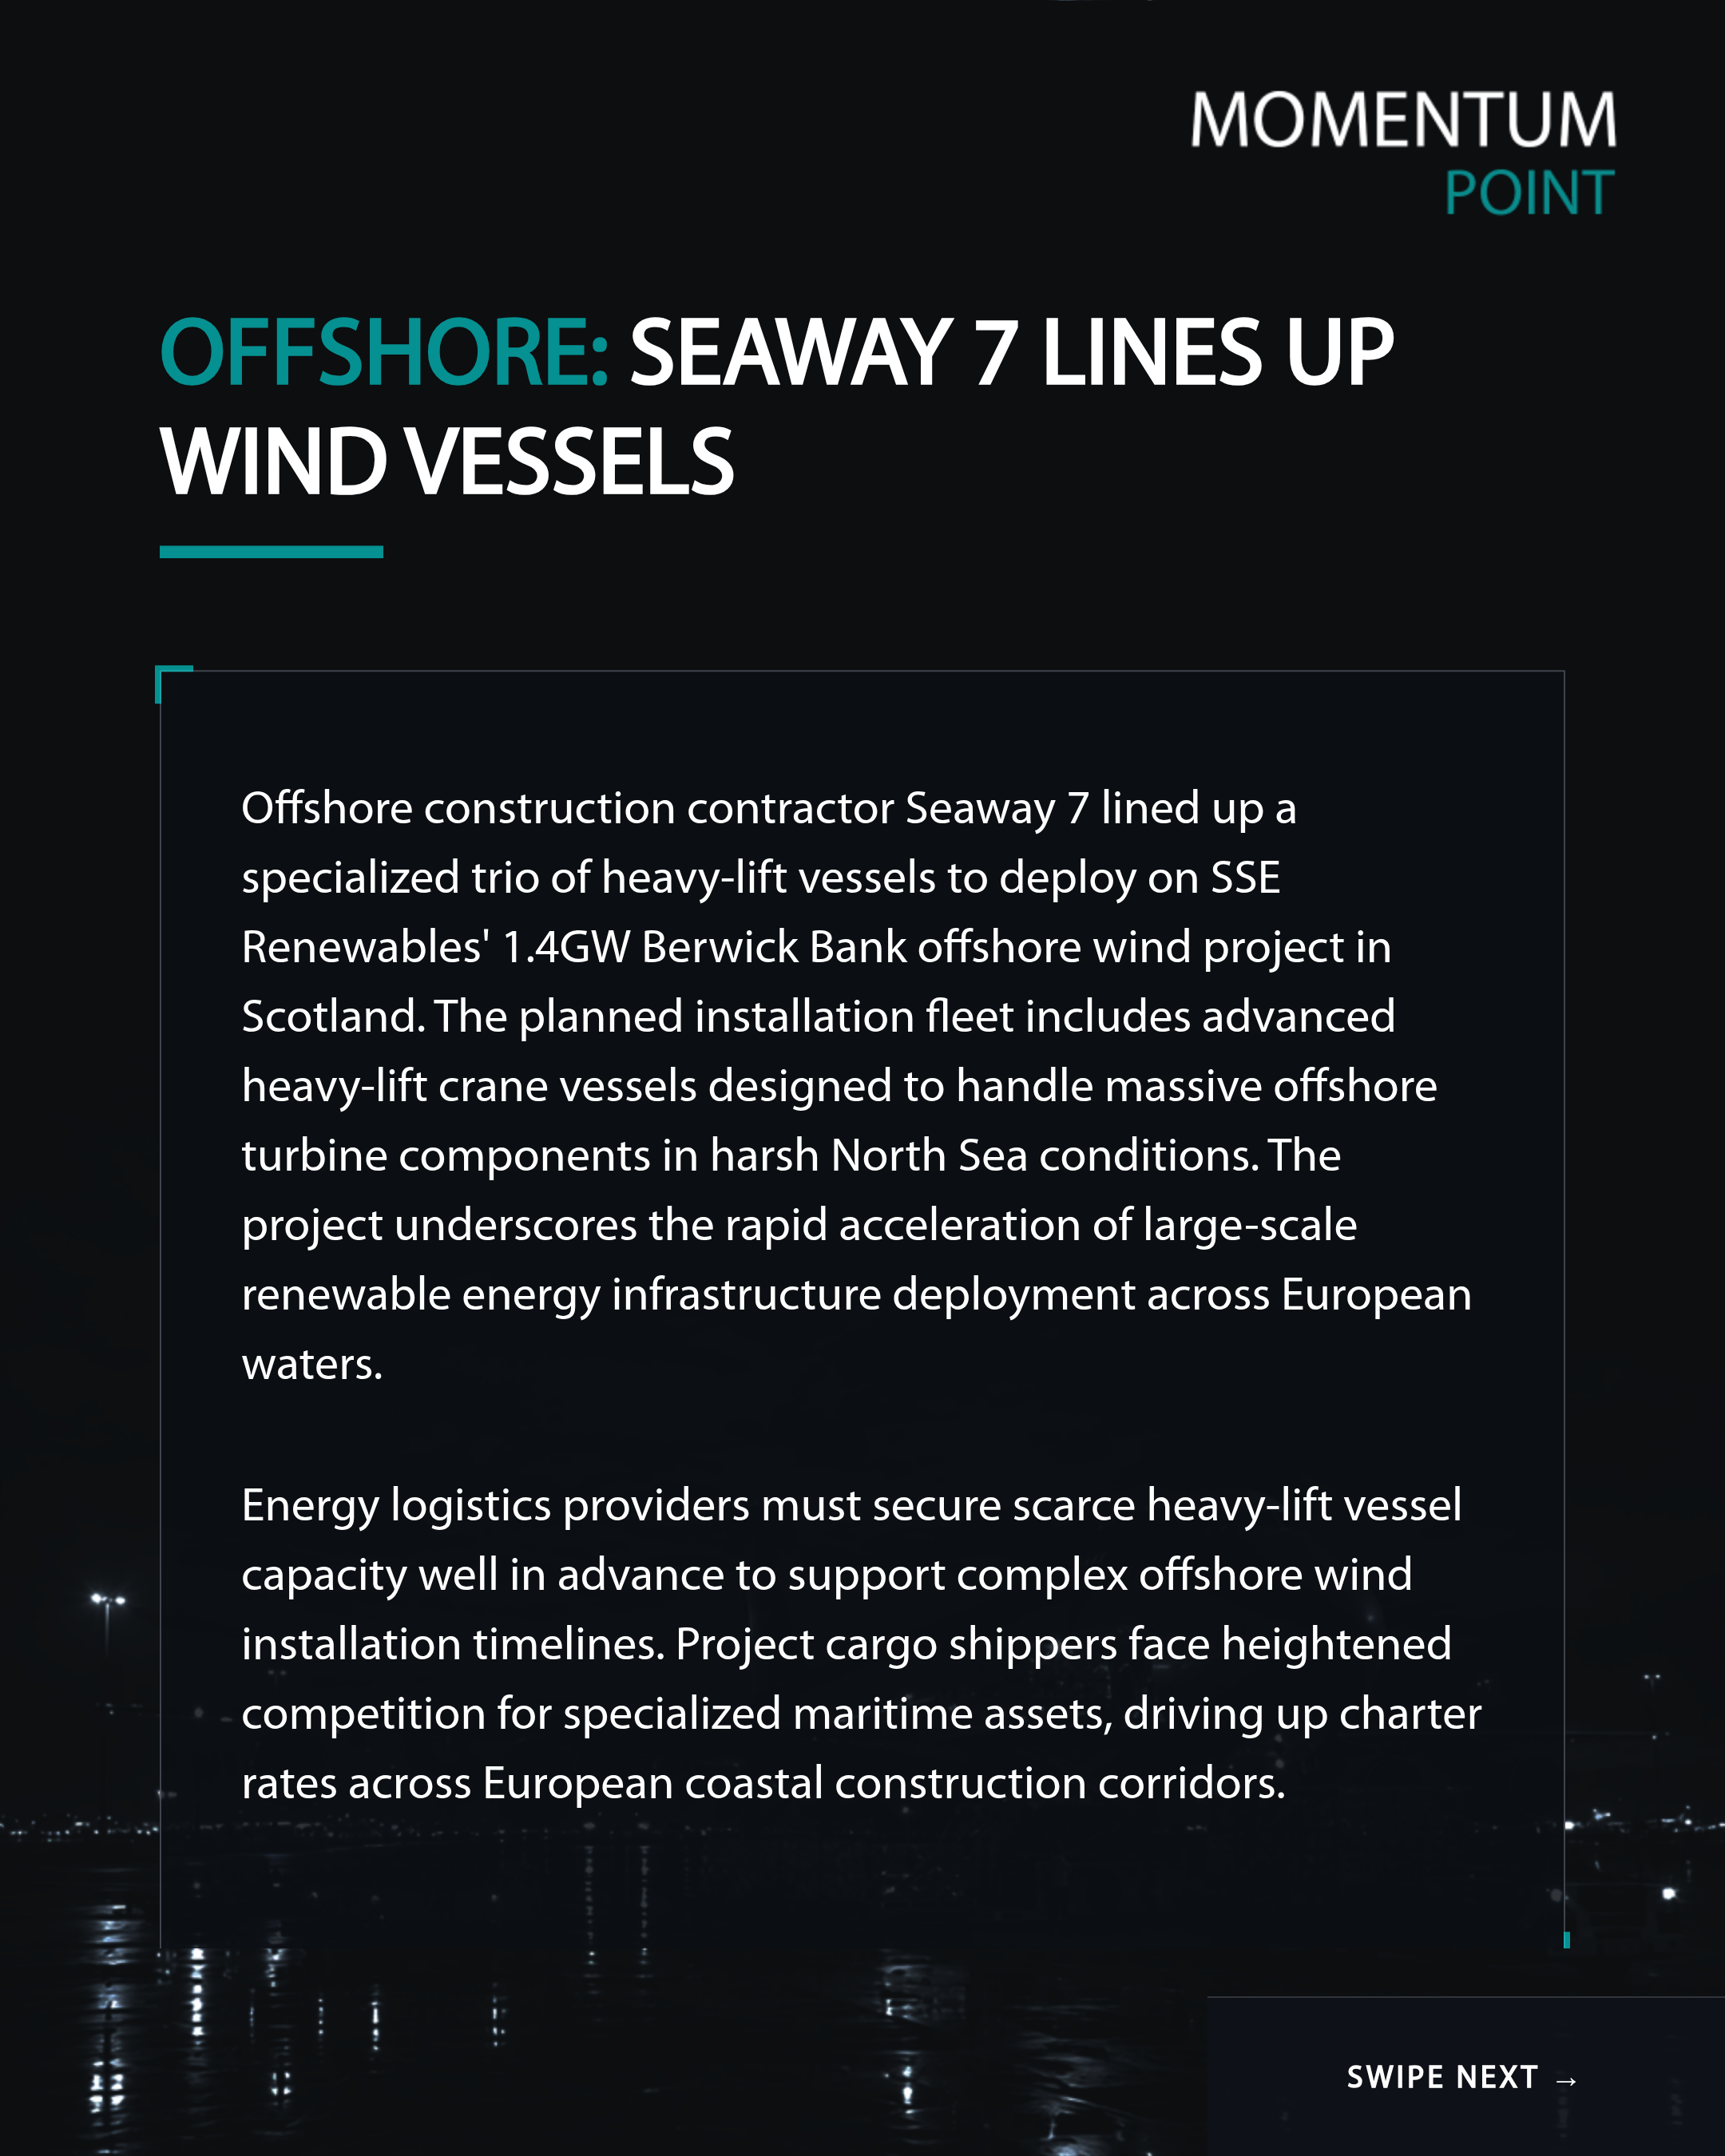 MOMENTUM
POINT
OFFSHORE: SEAWAY 7 LINES UP
WIND VESSELS
Offshore construction contractor Seaway 7 lined up a
specialized trio of heavy-lift vessels to deploy on SSE
Renewables' 1.4GW Berwick Bank offshore wind project in
Scotland. The planned installation fleet includes advanced
heavy-lift crane vessels designed to handle massive offshore
turbine components in harsh North Sea conditions. The
project underscores the rapid acceleration of large-scale
renewable energy infrastructure deployment across European
waters.
Energy logistics providers must secure scarce heavy-lift vessel
capacity well in advance to support complex offshore wind
installation timelines. Project cargo shippers face heightened
competition for specialized maritime assets, driving up charter
rates across European coastal construction corridors.
SWIPE NEXT →